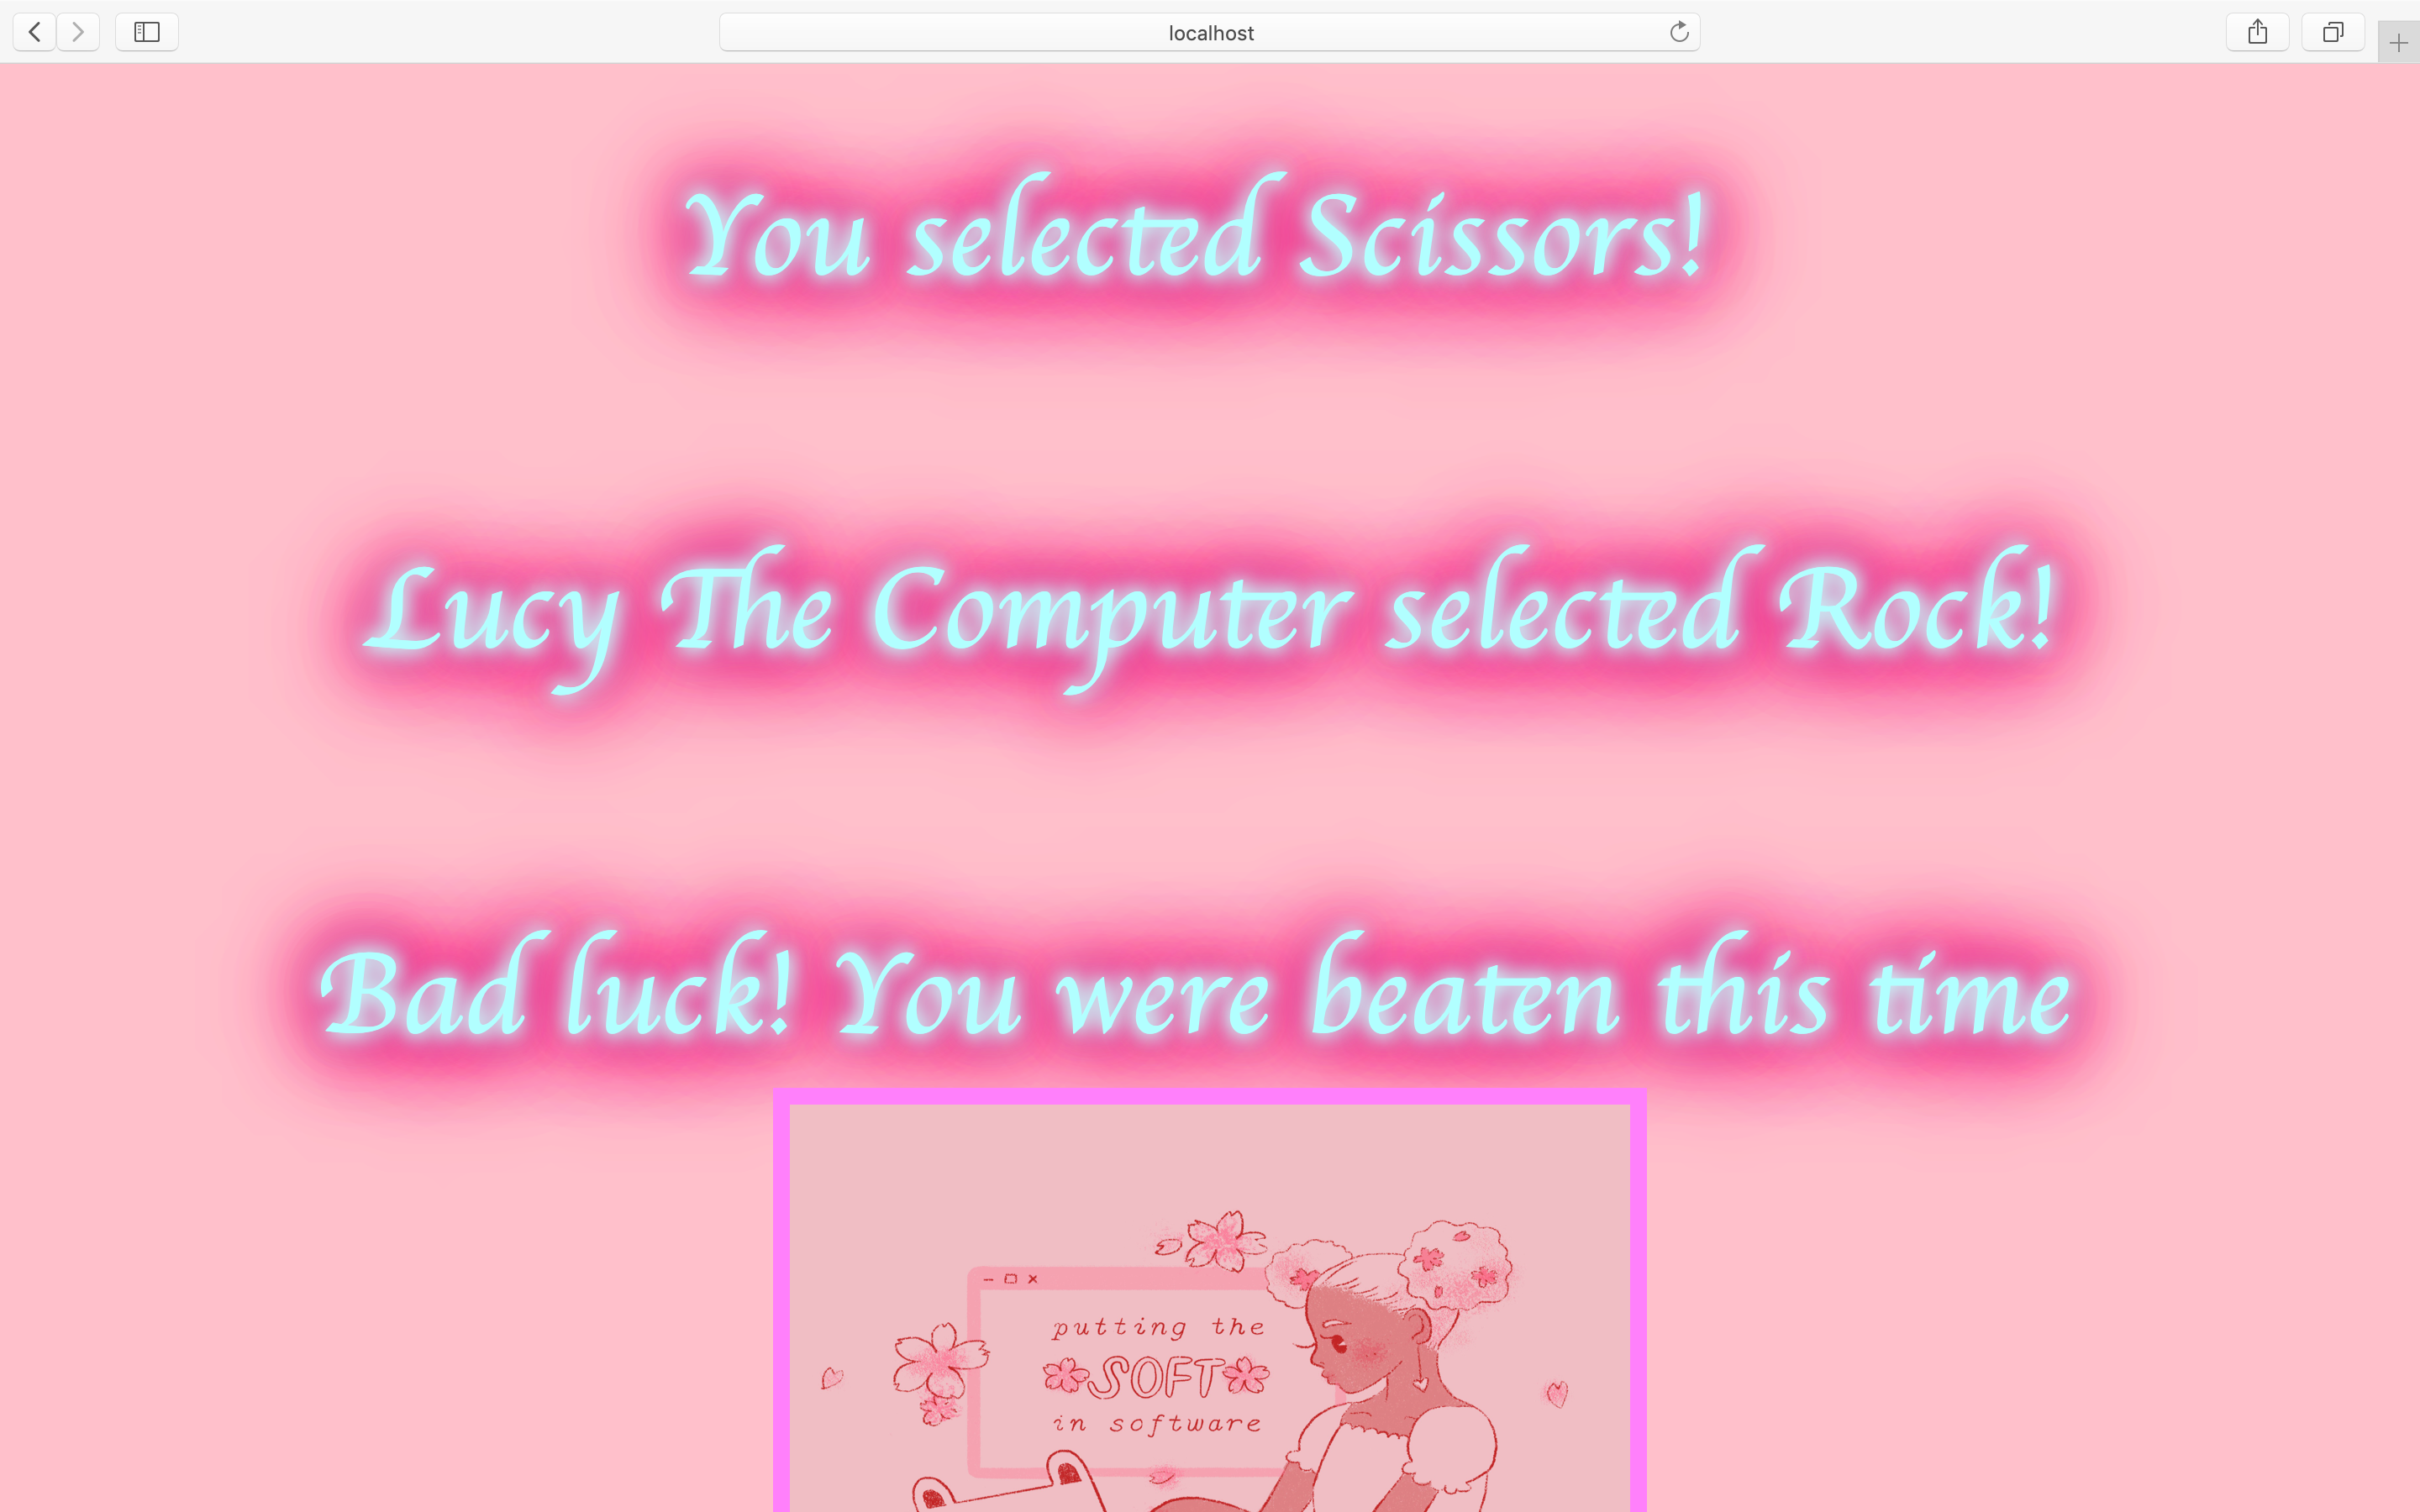 localhost
You selected Scissors!
Lucy The Computer selected Rock!
Bad luck! You were beaten this time
putting the
SOFT
in software